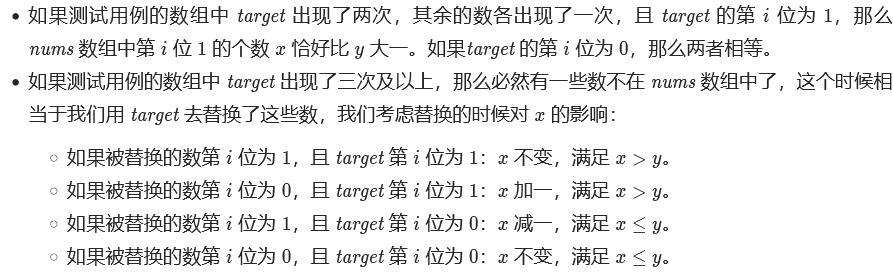 • 如果测试用例的数组中 target 出现了两次，其余的数各出现了一次，且 target 的第 i 位为 1，那么
nums 数组中第 i 位 1 的个数 x 恰好比 y 大一。如果target 的第 i 位为 0，那么两者相等。
• 如果测试用例的数组中 target 出现了三次及以上，那么必然有一些数不在 nums 数组中了，这个时候相
当于我们用 target 去替换了这些数，我们考虑替换的时候对 x 的影响：
◦ 如果被替换的数第 i 位为 1，且 target 第 i 位为 1：x 不变，满足 x > y。
◦ 如果被替换的数第 i 位为 0，且 target 第 i 位为 1：x 加一，满足 x > y。
◦ 如果被替换的数第 i 位为 1，且 target 第 i 位为 0：x 减一，满足 x ≤ y。
◦ 如果被替换的数第 i 位为 0，且 target 第 i 位为 0：x 不变，满足 x ≤ y。